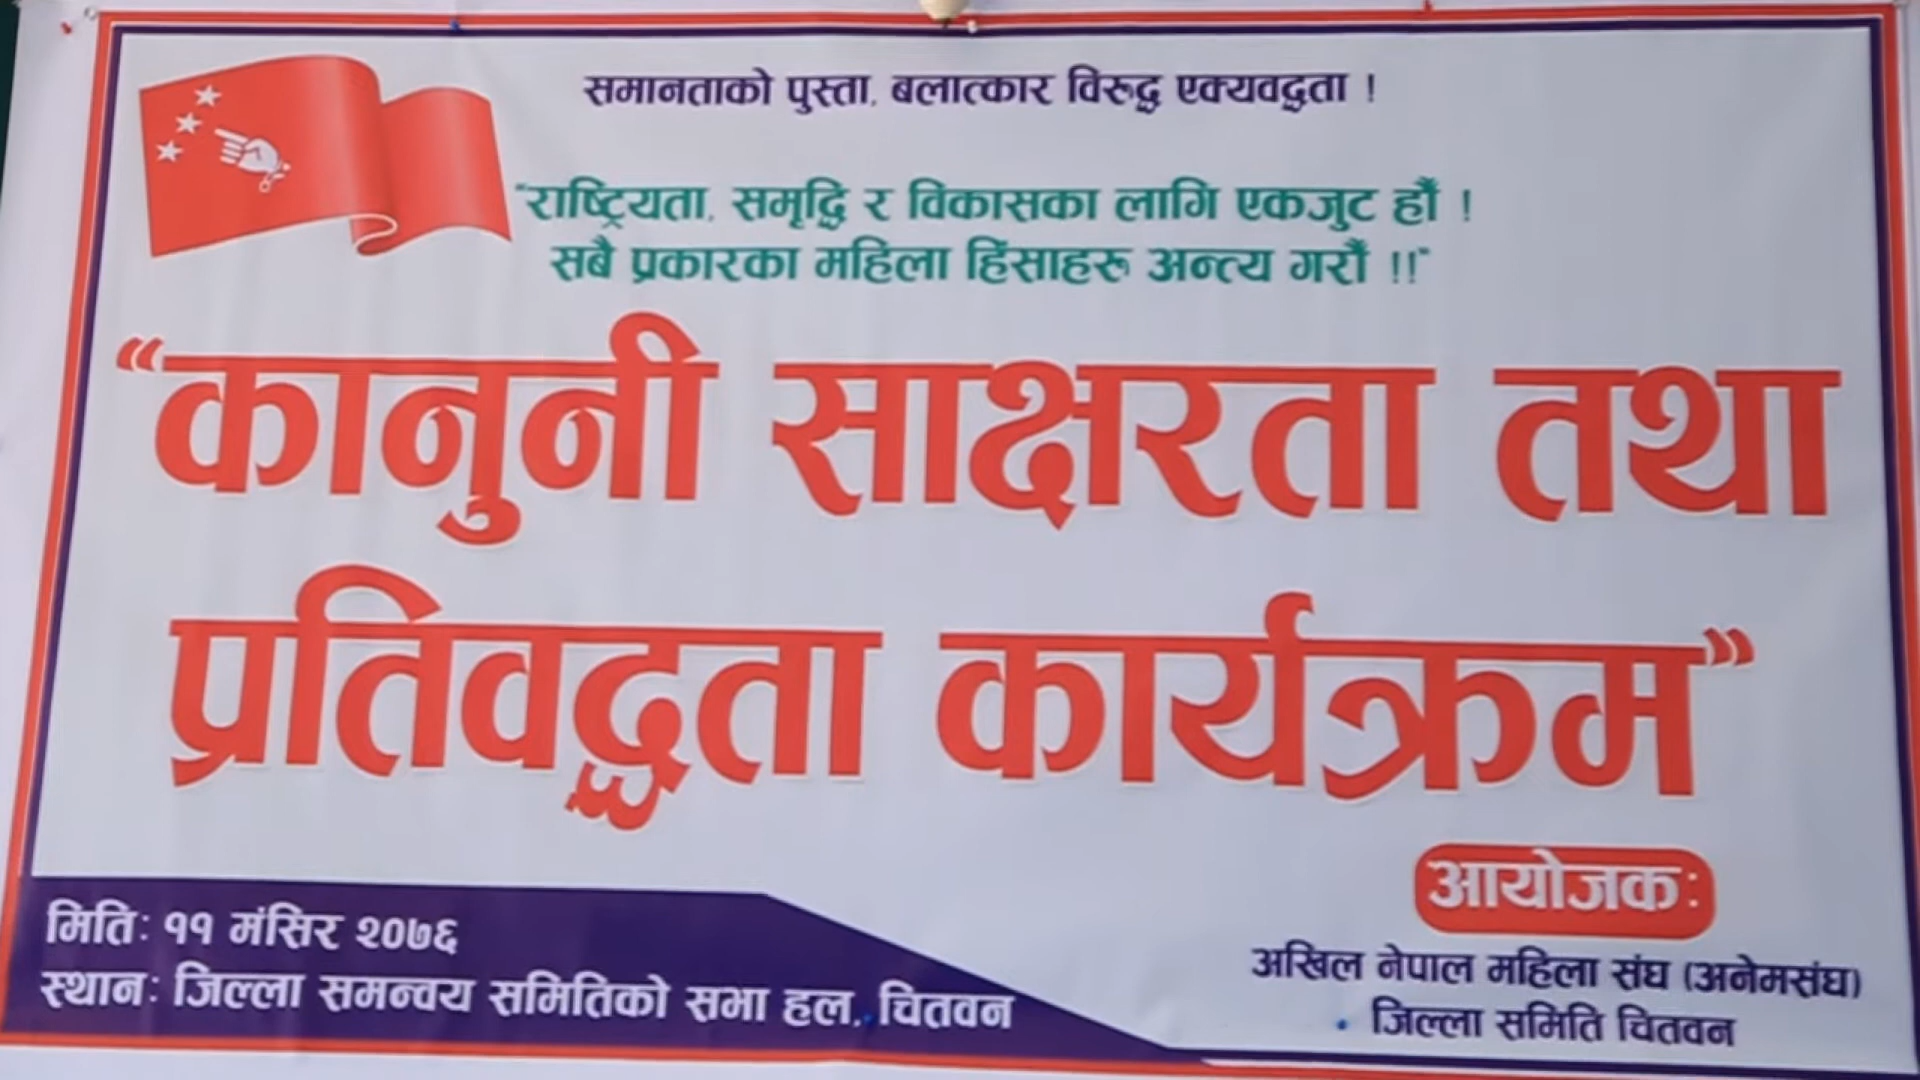 समानताको पुस्ता, बलात्कार विरुद्ध एक्यवद्धता !
"राष्ट्रियता, समृद्धि र विकासका लागि एकजुट हौं !
सबै प्रकारका महिला हिंसाहरू अन्त्य गरौं !!"
“कानुनी साक्षरता तथा
प्रतिवद्धता कार्यक्रम”
मितिः ११ मंसिर २०७६
स्थानः जिल्ला समन्वय समितिको सभा हल, चितवन
आयोजकः
अखिल नेपाल महिला संघ (अनेमसंघ)
जिल्ला समिति चितवन